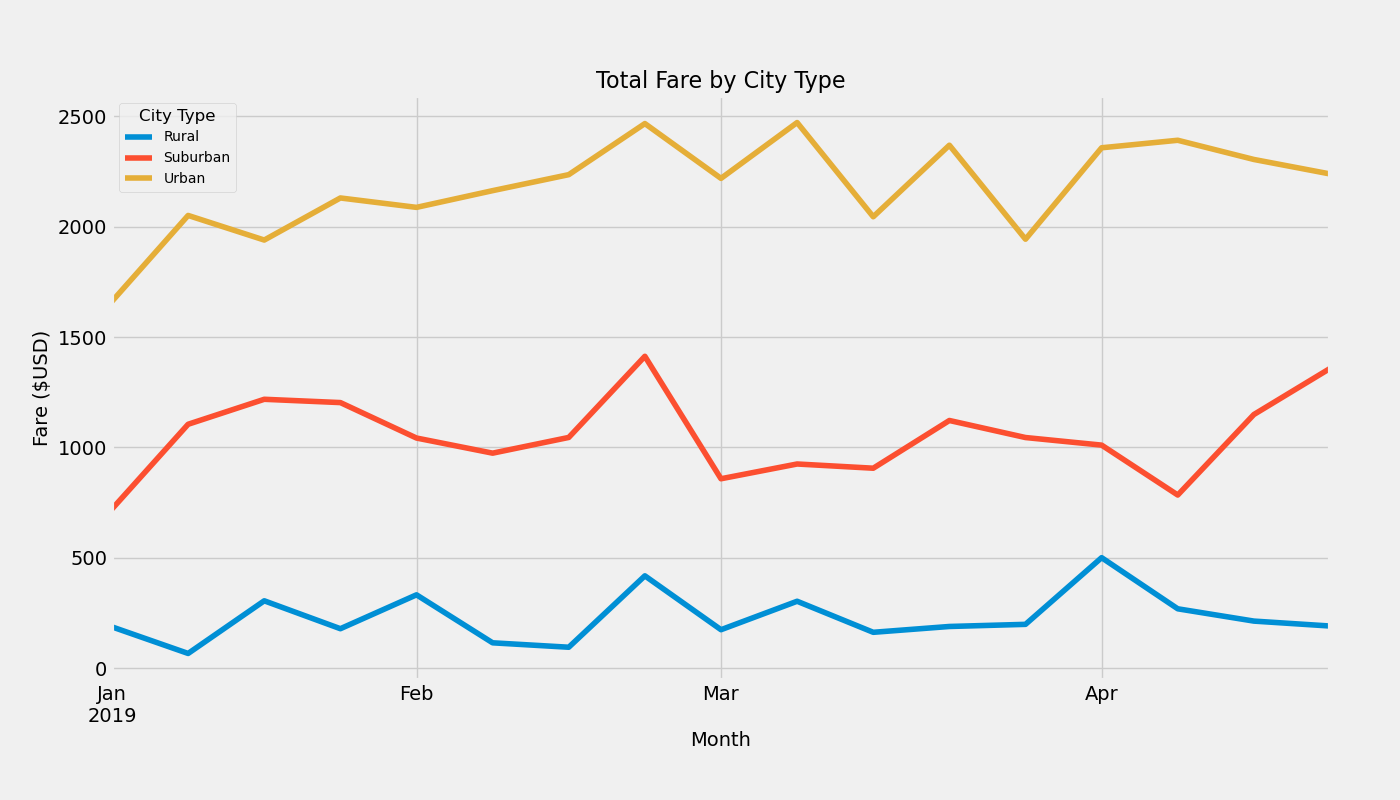 Total Fare by City Type
City Type
Rural
Suburban
Urban
2500
2000
1500
1000
500
0
Fare ($USD)
Jan Feb Mar Apr
2019
Month